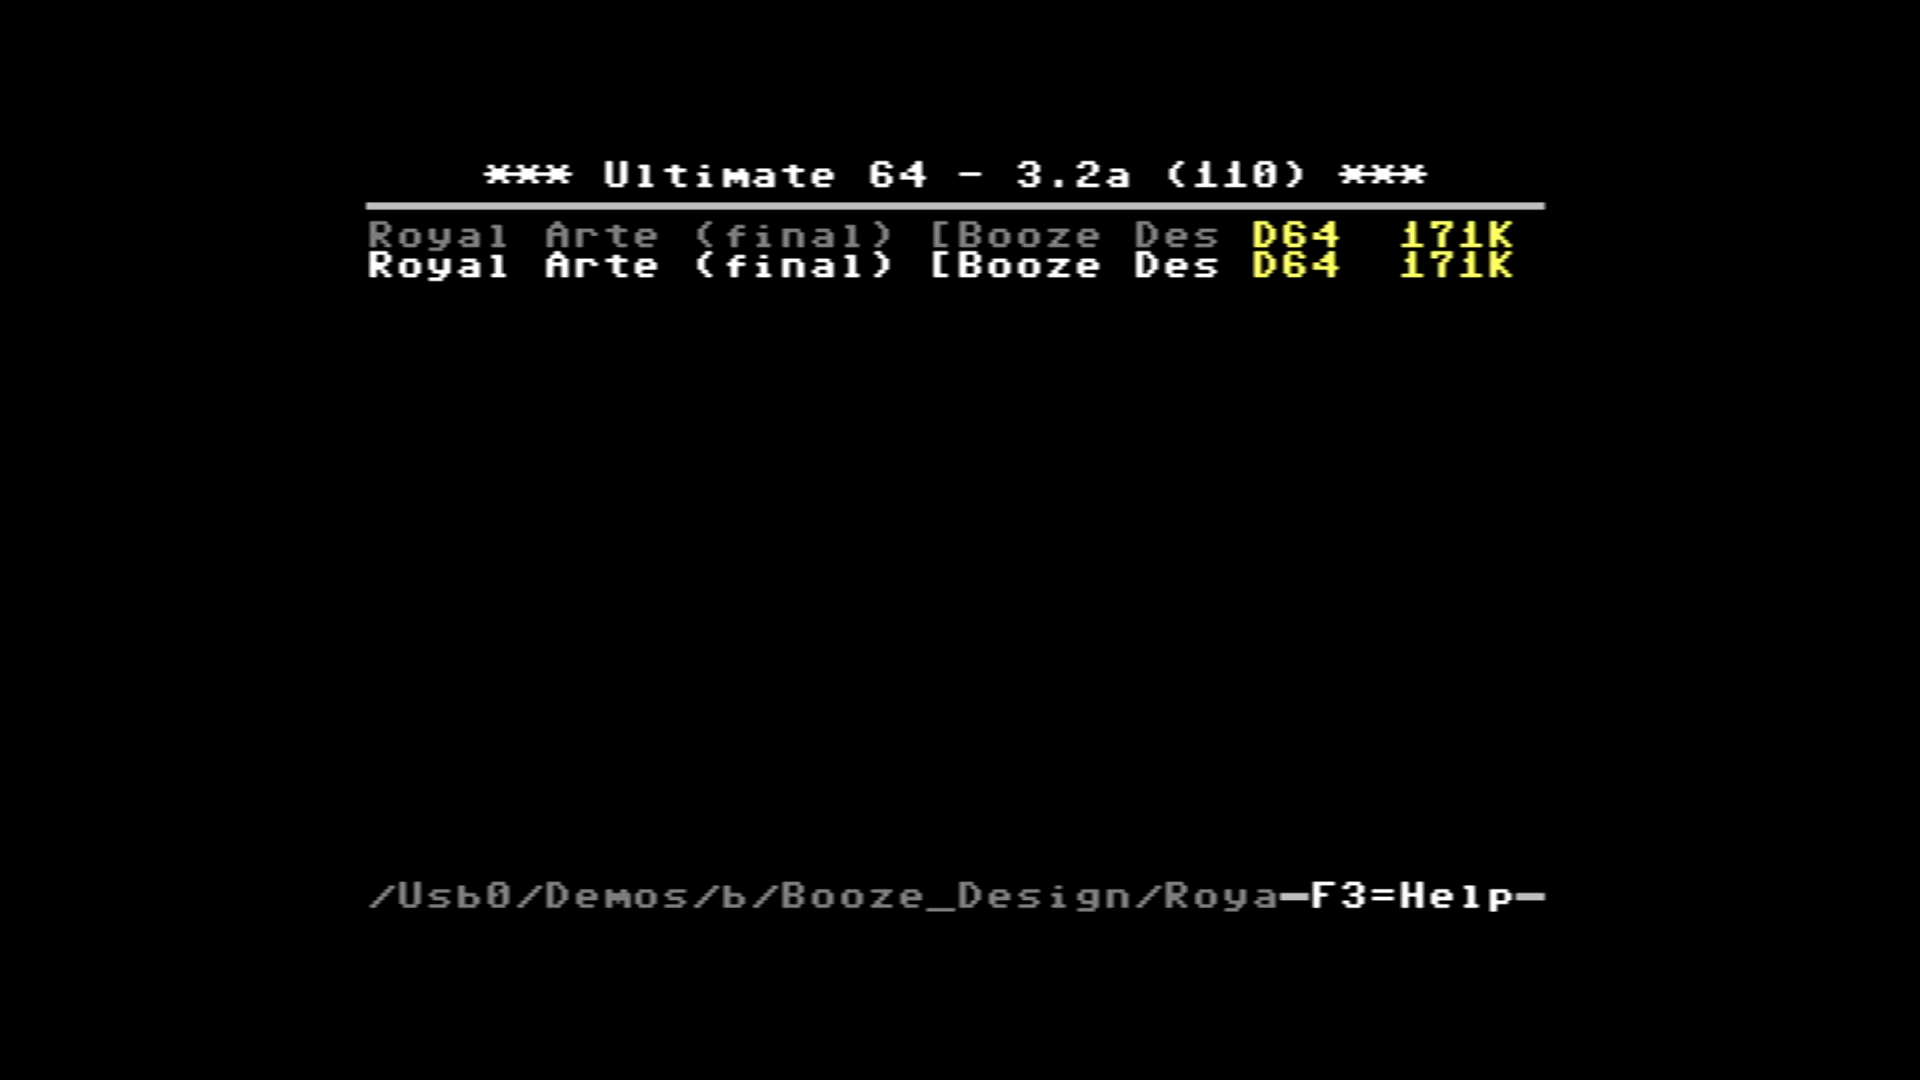 *** Ultimate 64 - 3.2a (110) ***
Royal Arte (final) [Booze Des D64 171K
Royal Arte (final) [Booze Des D64 171K
/Usb0/Demos/b/Booze_Design/Roya-F3=Help-